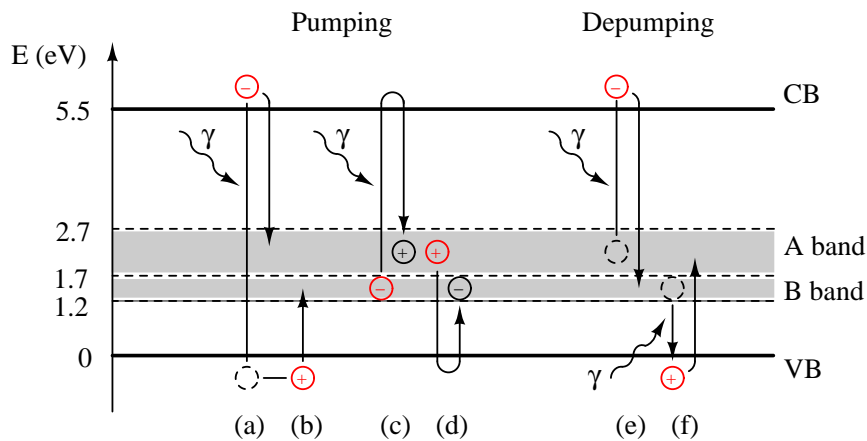 Pumping Depumping
E (eV)
− − CB
5.5
γ γ γ
2.7
+ + A band
1.7
− − B band
1.2
0
VB
+ γ +
(a) (b) (c) (d) (e) (f)